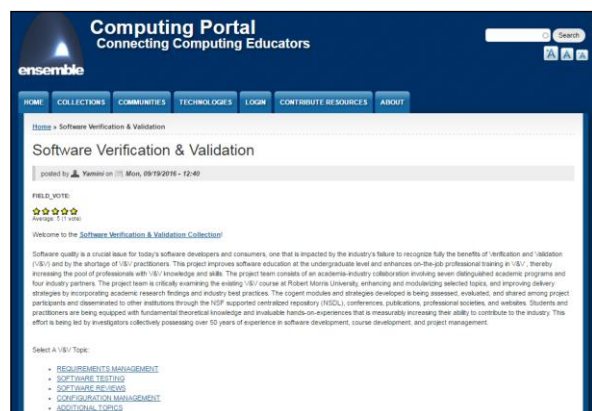 Computing Portal
Connecting Computing Educators
ensemble
Search
A A A
HOME COLLECTIONS COMMUNITIES TECHNOLOGIES LOGIN CONTRIBUTE RESOURCES ABOUT
Home » Software Verification & Validation
Software Verification & Validation
posted by Yamini on Mon, 09/19/2016 - 12:40
FIELD_VOTE:
Average: 5 (1 vote)
Welcome to the Software Verification & Validation Collection!
Software quality is a crucial issue for today's software developers and consumers, one that is impacted by the industry's failure to recognize fully the benefits of Verification and Validation
(V&V) and by the shortage of V&V practitioners. This project improves software education at the undergraduate level and enhances on-the-job professional training in V&V , thereby
increasing the pool of professionals with V&V knowledge and skills. The project team consists of an academia-industry collaboration involving seven distinguished academic programs and
four industry partners. The project team is critically examining the existing V&V course at Robert Morris University, enhancing and modularizing selected topics, and improving delivery
strategies by incorporating academic research findings and industry best practices. The cogent modules and strategies developed is being assessed, evaluated, and shared among project
participants and disseminated to other institutions through the NSF supported centralized repository (NSDL), conferences, publications, professional societies, and websites. Students and
practitioners are being equipped with fundamental theoretical knowledge and invaluable hands-on-experiences that is measurably increasing their ability to contribute to the industry. This
effort is being led by investigators collectively possessing over 50 years of experience in software development, course development, and project management.
Select A V&V Topic:
REQUIREMENTS MANAGEMENT
SOFTWARE TESTING
SOFTWARE REVIEWS
CONFIGURATION MANAGEMENT
ADDITIONAL TOPICS